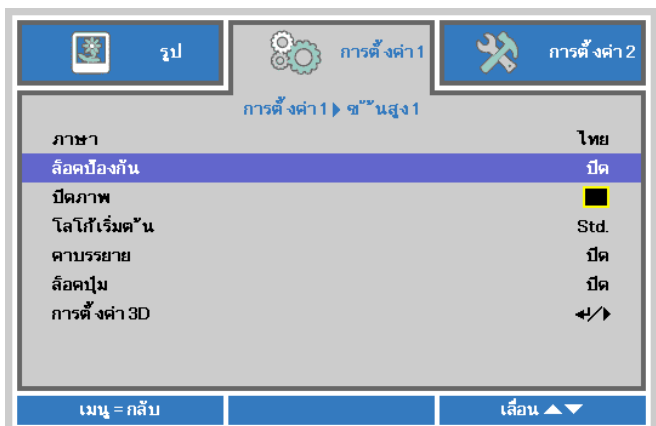 รูป
การตั้งค่า 1
การตั้งค่า 2
การตั้งค่า 1 ▶ ขั้นสูง 1
ภาษา ไทย
ล็อคป้องกัน ปิด
ปิดภาพ
โลโก้เริ่มต้น Std.
คาบรรยาย ปิด
ล็อคปุ่ม ปิด
การตั้งค่า 3D ↵/▶
เมนู = กลับ
เลื่อน ▲▼